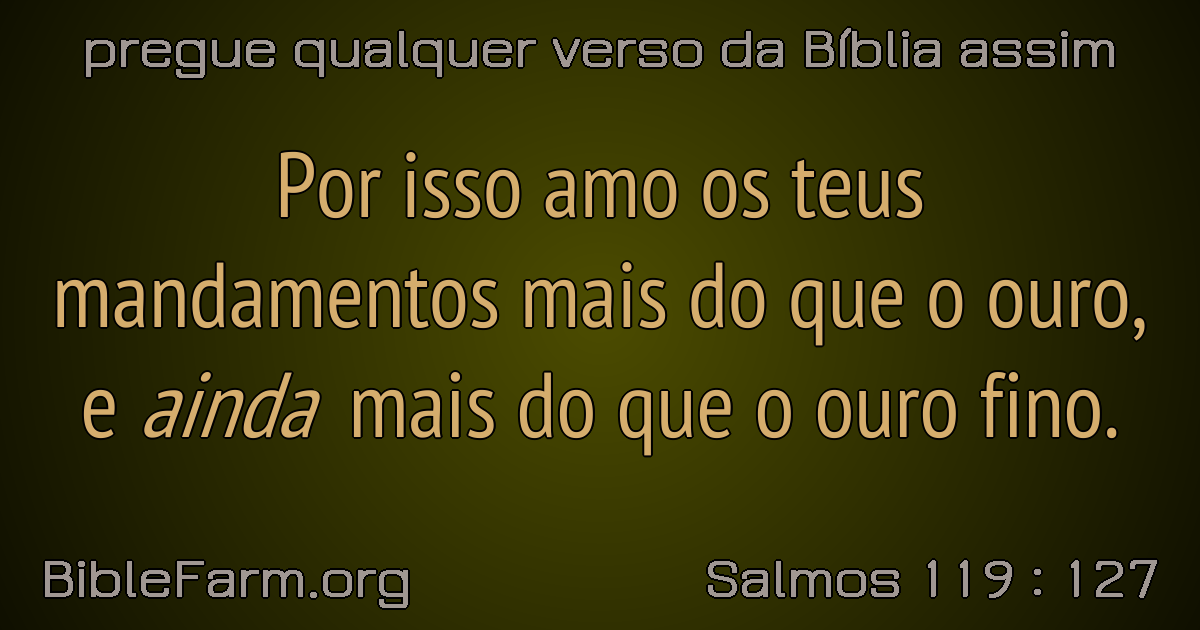 pregue qualquer verso da Bíblia assim
Por isso amo os teus
mandamentos mais do que o ouro,
e ainda mais do que o ouro fino.
BibleFarm.org
Salmos 119 : 127